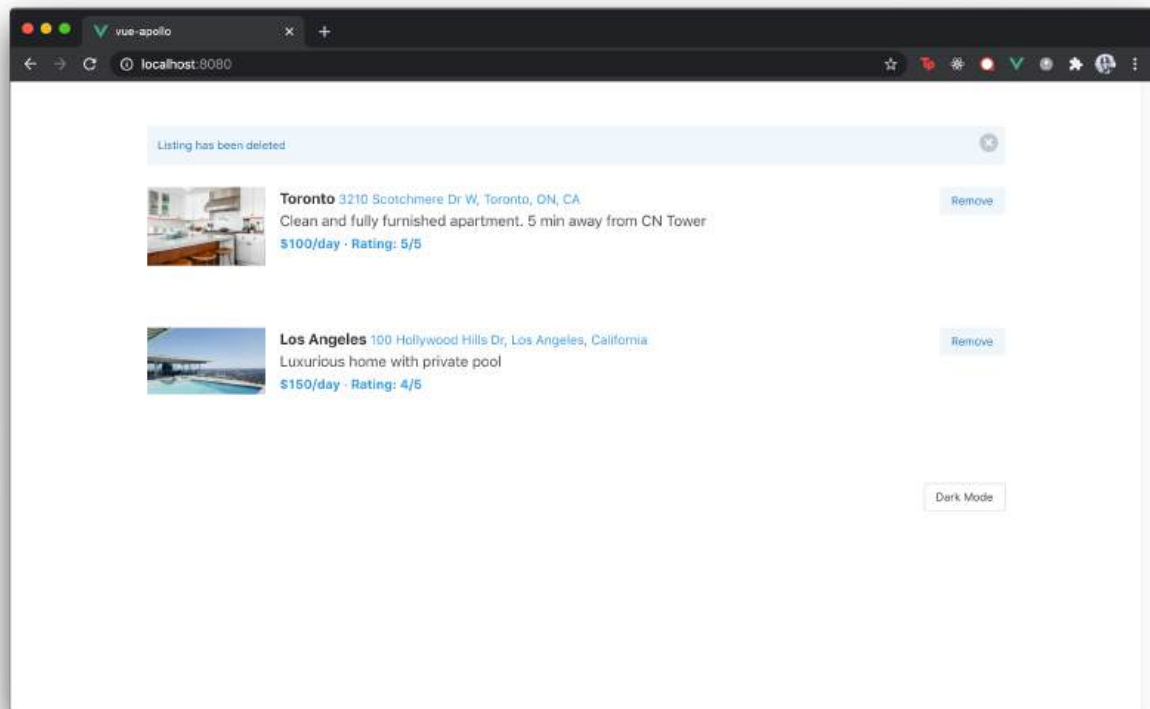 vue-apollo
localhost:8080
Listing has been deleted
Toronto 3210 Scotchmere Dr W, Toronto, ON, CA
Remove
Clean and fully furnished apartment. 5 min away from CN Tower
$100/day · Rating: 5/5
Los Angeles 100 Hollywood Hills Dr, Los Angeles, California
Remove
Luxurious home with private pool
$150/day · Rating: 4/5
Dark Mode